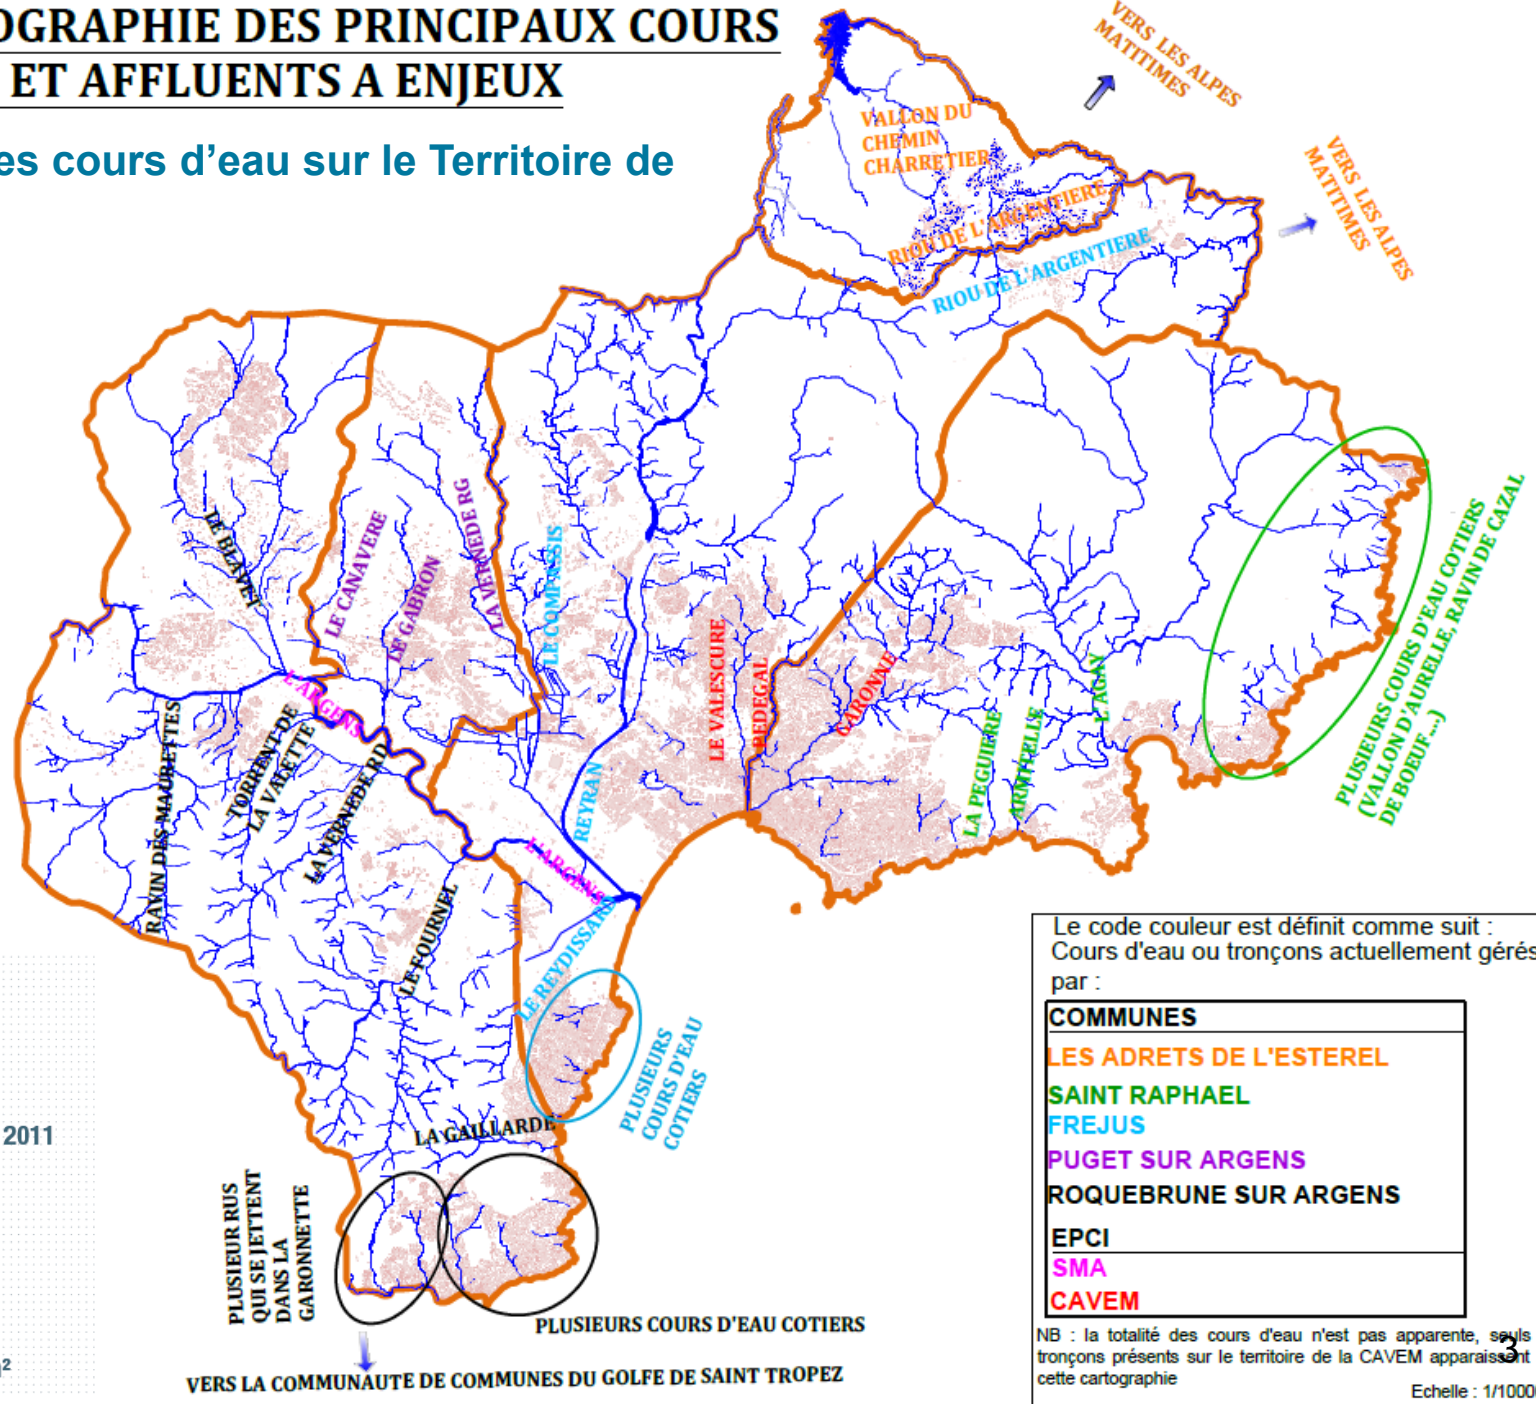 OGRAPHIE DES PRINCIPAUX COURS
ET AFFLUENTS A ENJEUX
es cours d'eau sur le Territoire de
VERS LES ALPES
MATITIMES
VERS LES ALPES
MATITIMES
VALLON DU
CHEMIN
CHARRETIER
RIOU DE L'ARGENTIERE
RIOU DE L'ARGENTIERE
LE BLAVET
LE CANAVERE
LE GABRON
LA VERNEDE RG
LE COMPASSIS
LE VALESCURE
PEDEGAL
GARONNE
LA PEGUIERE
ARMITELLE
L'AGAY
PLUSIEURS COURS D'EAU COTIERS
(VALLON D'AURELLE, RAVIN DE CAZAL
DE BOEUF....)
L'ARGENS
RAVIN DES MAURETTES
TORRENT DE
LA VALETTE
LA VERNEDE RD
LE FOURNEL
REYRAN
L'ARGENS
LE REYDISSART
PLUSIEURS
COURS D'EAU
COTIERS
LA GAILLARDE
PLUSIEUR RUS
QUI SE JETTENT
DANS LA
GARONNETTE
PLUSIEURS COURS D'EAU COTIERS
VERS LA COMMUNAUTE DE COMMUNES DU GOLFE DE SAINT TROPEZ
2011
²
Le code couleur est définit comme suit :
Cours d'eau ou tronçons actuellement gérés
par :
COMMUNES
LES ADRETS DE L'ESTEREL
SAINT RAPHAEL
FREJUS
PUGET SUR ARGENS
ROQUEBRUNE SUR ARGENS
EPCI
SMA
CAVEM
NB : la totalité des cours d'eau n'est pas apparente, seuls
tronçons présents sur le territoire de la CAVEM apparaissent
cette cartographie
3
Echelle : 1/1000